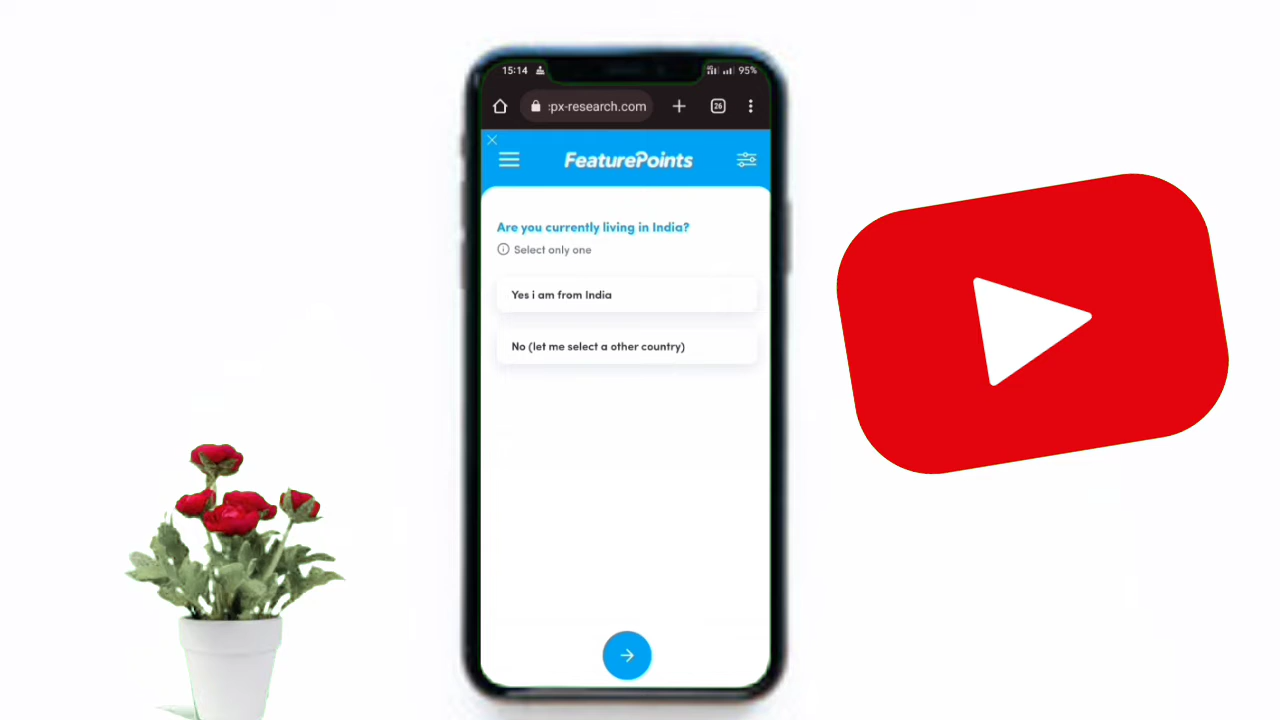 15:14 95%
:px-research.com 26
FeaturePoints
Are you currently living in India?
Select only one
Yes i am from India
No (let me select a other country)